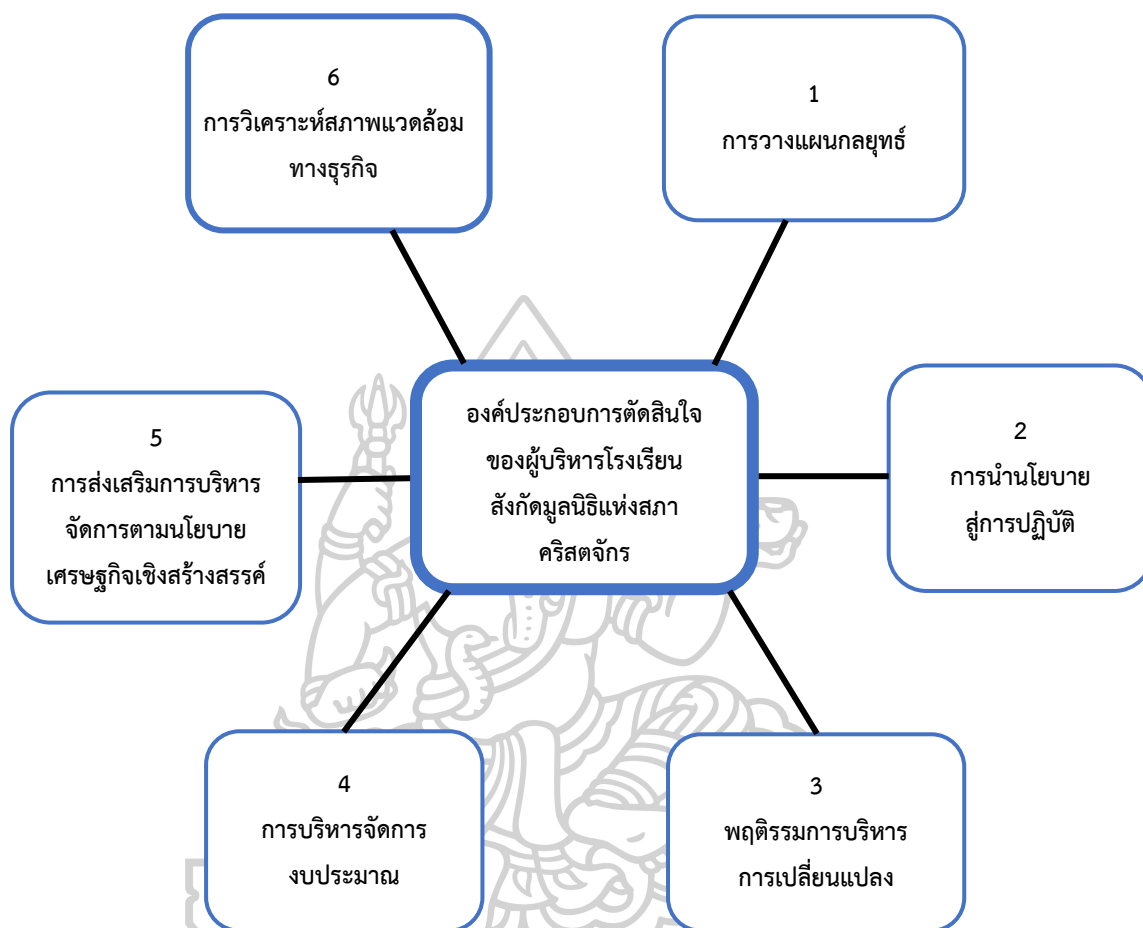 6
การวิเคราะห์สภาพแวดล้อม
ทางธุรกิจ
1
การวางแผนกลยุทธ์
องค์ประกอบการตัดสินใจ
ของผู้บริหารโรงเรียน
สังกัดมูลนิธิแห่งสภา
คริสตจักร
5
การส่งเสริมการบริหาร
จัดการตามนโยบาย
เศรษฐกิจเชิงสร้างสรรค์
2
การนำนโยบาย
สู่การปฏิบัติ
4
การบริหารจัดการ
งบประมาณ
3
พฤติรรมการบริหาร
การเปลี่ยนแปลง